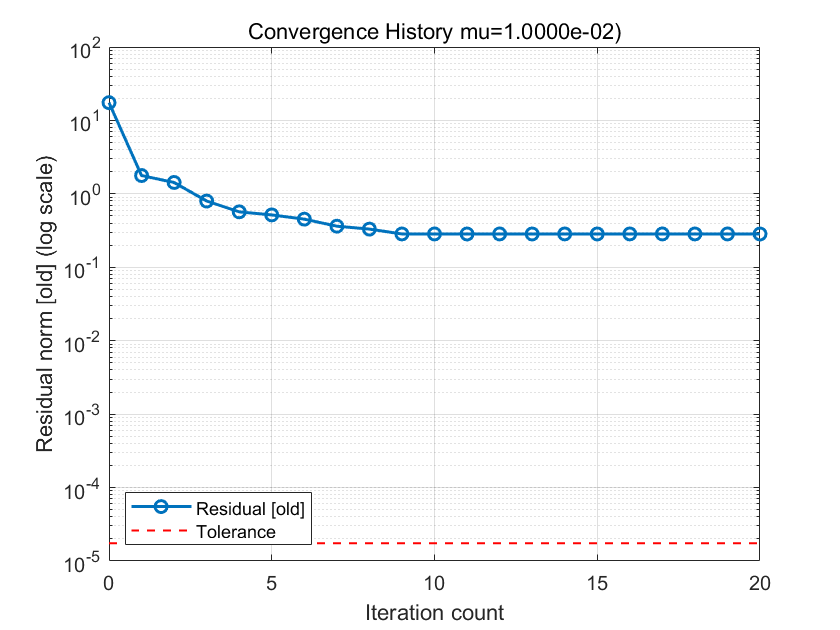 Convergence History mu=1.0000e-02)
Residual norm [old] (log scale)
10^2
10^1
10^0
10^-1
10^-2
10^-3
10^-4
10^-5
Residual [old]
Tolerance
0
5
10
15
20
Iteration count